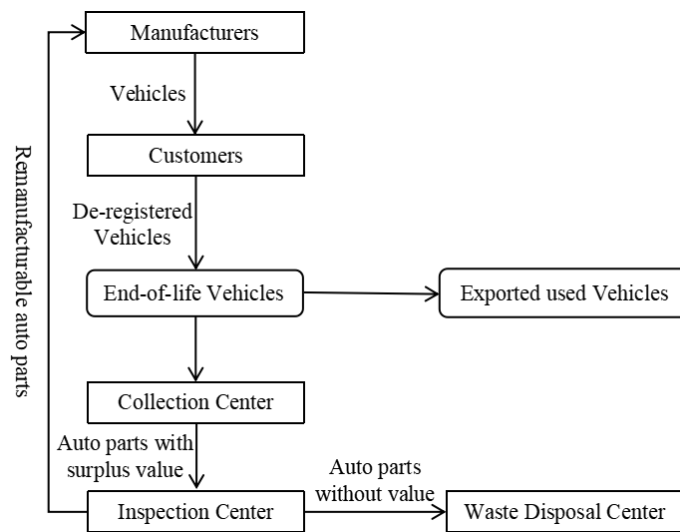 Manufacturers
Vehicles
Customers
De-registered
Vehicles
End-of-life Vehicles
Exported used Vehicles
Collection Center
Auto parts with
surplus value
Auto parts
without value
Inspection Center
Waste Disposal Center
Remanufacturable auto parts